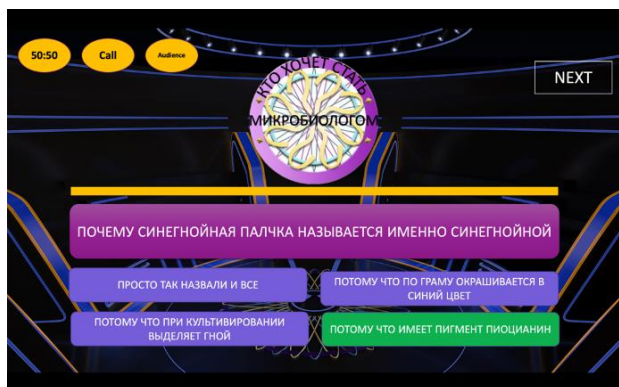 50:50
Call
Audience
NEXT
КТО ХОЧЕТ СТАТЬ
МИКРОБИОЛОГОМ
ПОЧЕМУ СИНЕГНОЙНАЯ ПАЛЧКА НАЗЫВАЕТСЯ ИМЕННО СИНЕГНОЙНОЙ
ПРОСТО ТАК НАЗВАЛИ И ВСЕ
ПОТОМУ ЧТО ПО ГРАМУ ОКРАШИВАЕТСЯ В
СИНИЙ ЦВЕТ
ПОТОМУ ЧТО ПРИ КУЛЬТИВИРОВАНИИ
ВЫДЕЛЯЕТ ГНОЙ
ПОТОМУ ЧТО ИМЕЕТ ПИГМЕНТ ПИОЦИАНИН